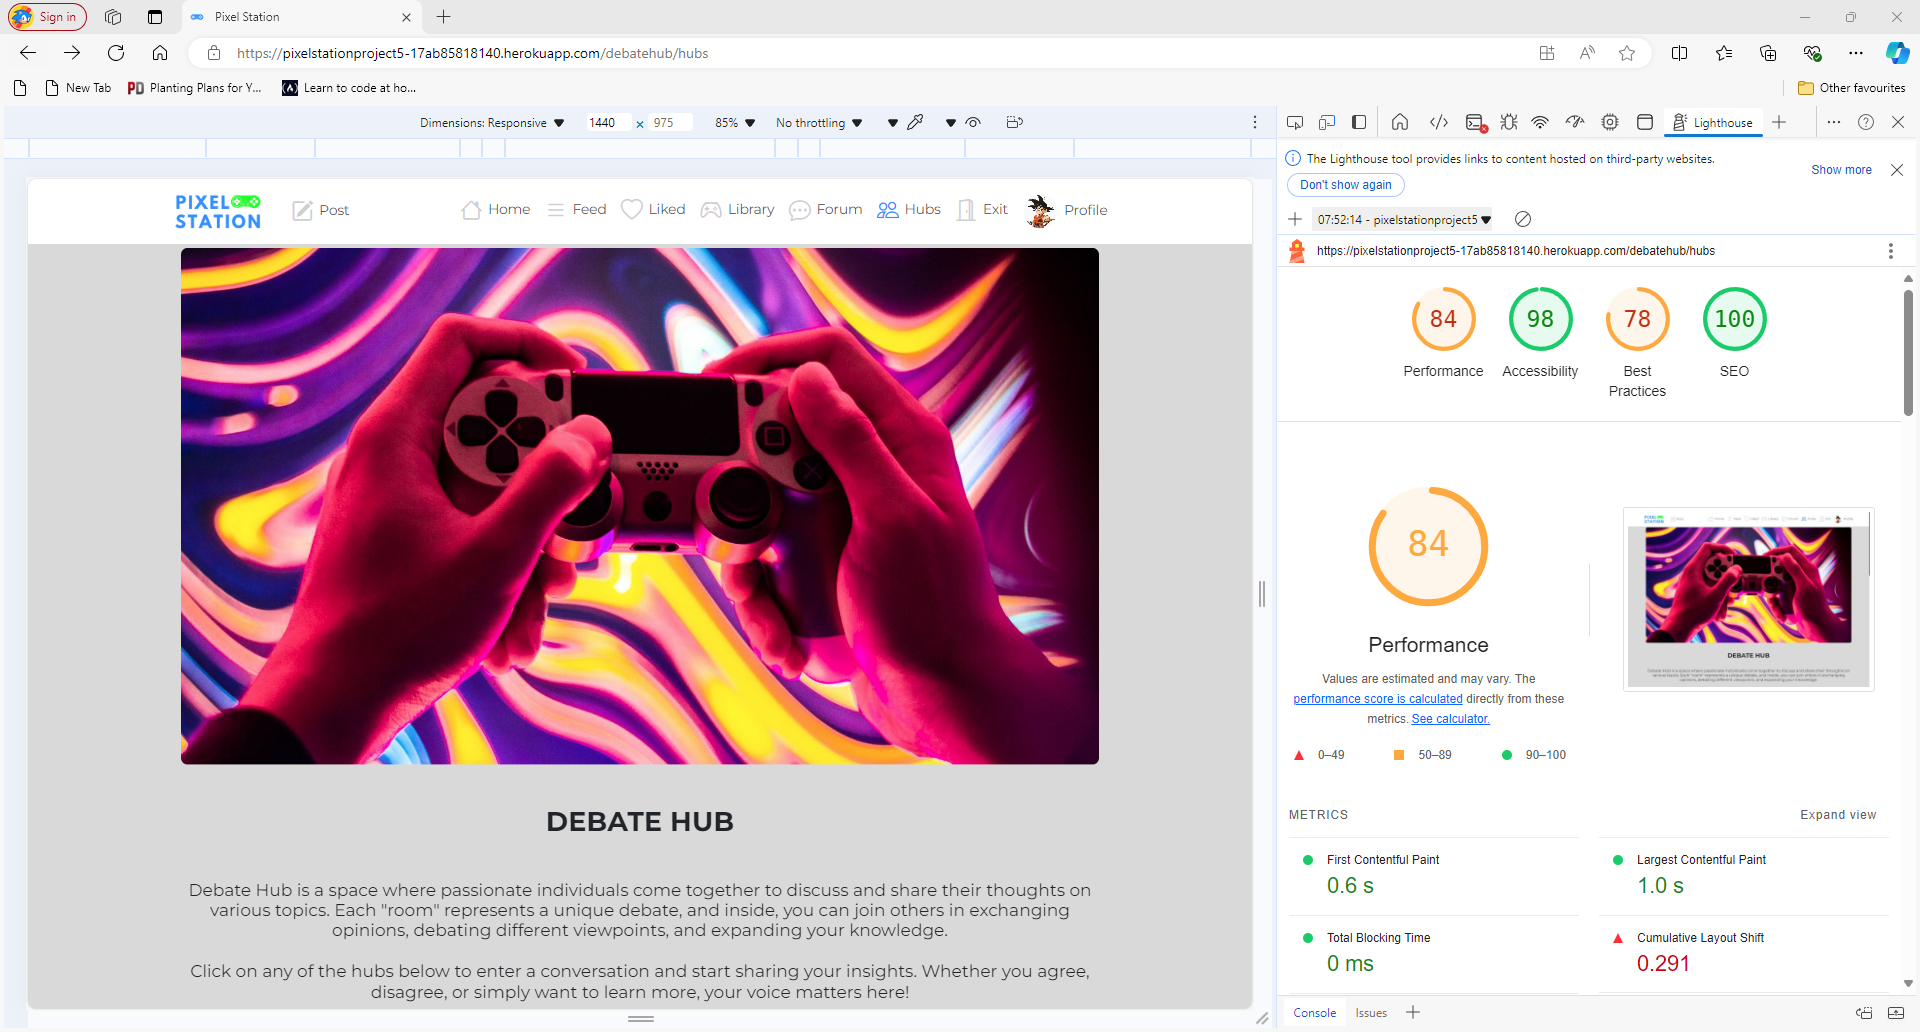 Sign in
Pixel Station
https://pixelstationproject5-17ab85818140.herokuapp.com/debatehub/hubs
New Tab
PD Planting Plans for Y...
Learn to code at ho...
Other favourites
Dimensions: Responsive
1440 × 975
85%
No throttling
Lighthouse
The Lighthouse tool provides links to content hosted on third-party websites.
Don't show again
Show more
07:52:14 - pixelstationproject5
https://pixelstationproject5-17ab85818140.herokuapp.com/debatehub/hubs
PIXEL
STATION
Post
Home
Feed
Liked
Library
Forum
Hubs
Exit
Profile
DEBATE HUB
Debate Hub is a space where passionate individuals come together to discuss and share their thoughts on
various topics. Each "room" represents a unique debate, and inside, you can join others in exchanging
opinions, debating different viewpoints, and expanding your knowledge.
Click on any of the hubs below to enter a conversation and start sharing your insights. Whether you agree,
disagree, or simply want to learn more, your voice matters here!
84
Performance
98
Accessibility
78
Best
Practices
100
SEO
84
Performance
Values are estimated and may vary. The
performance score is calculated directly from these
metrics. See calculator.
0–49
50–89
90–100
PIXEL
STATION
DEBATE HUB
METRICS
Expand view
First Contentful Paint
0.6 s
Largest Contentful Paint
1.0 s
Total Blocking Time
0 ms
Cumulative Layout Shift
0.291
Console
Issues